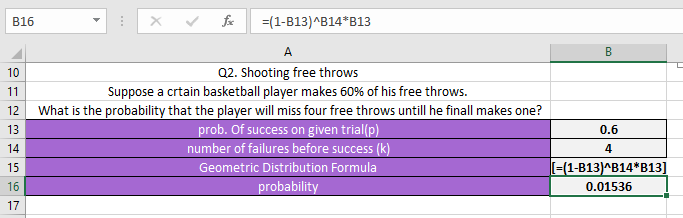 B16 fx =(1-B13)^B14*B13
A B
10 Q2. Shooting free throws
11 Suppose a crtain basketball player makes 60% of his free throws.
12 What is the probability that the player will miss four free throws untill he finall makes one?
13 prob. Of success on given trial(p) 0.6
14 number of failures before success (k) 4
15 Geometric Distribution Formula [=(1-B13)^B14*B13]
16 probability 0.01536
17